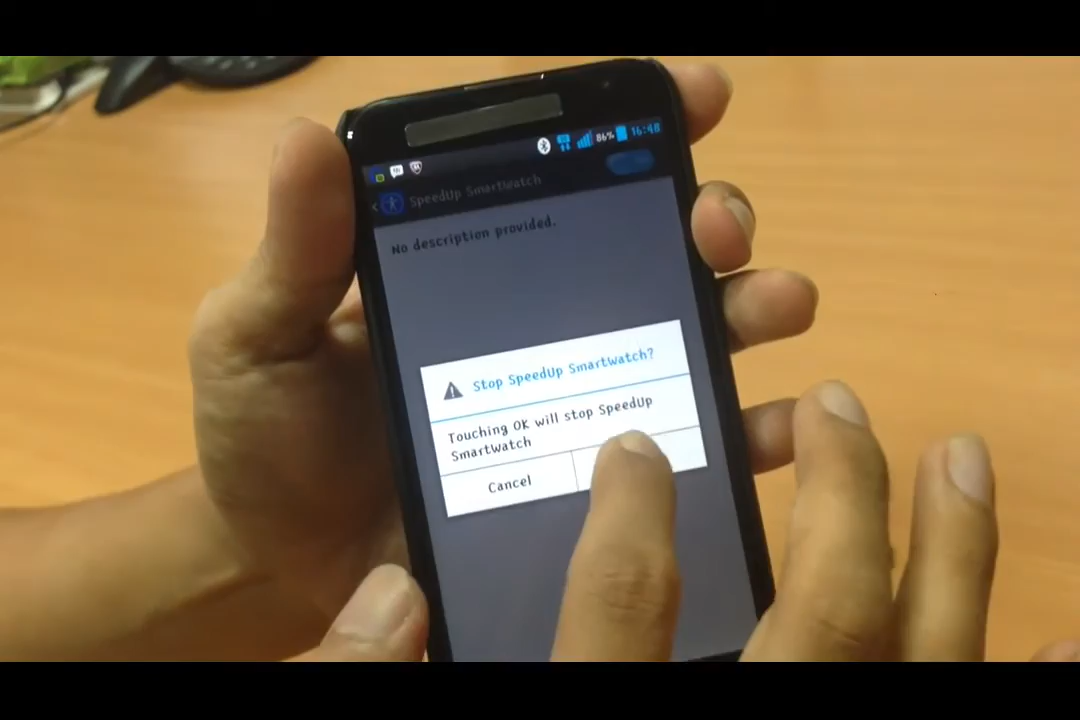 86% 16:48
SpeedUp SmartWatch
No description provided.
Stop SpeedUp SmartWatch?
Touching OK will stop SpeedUp
SmartWatch
Cancel